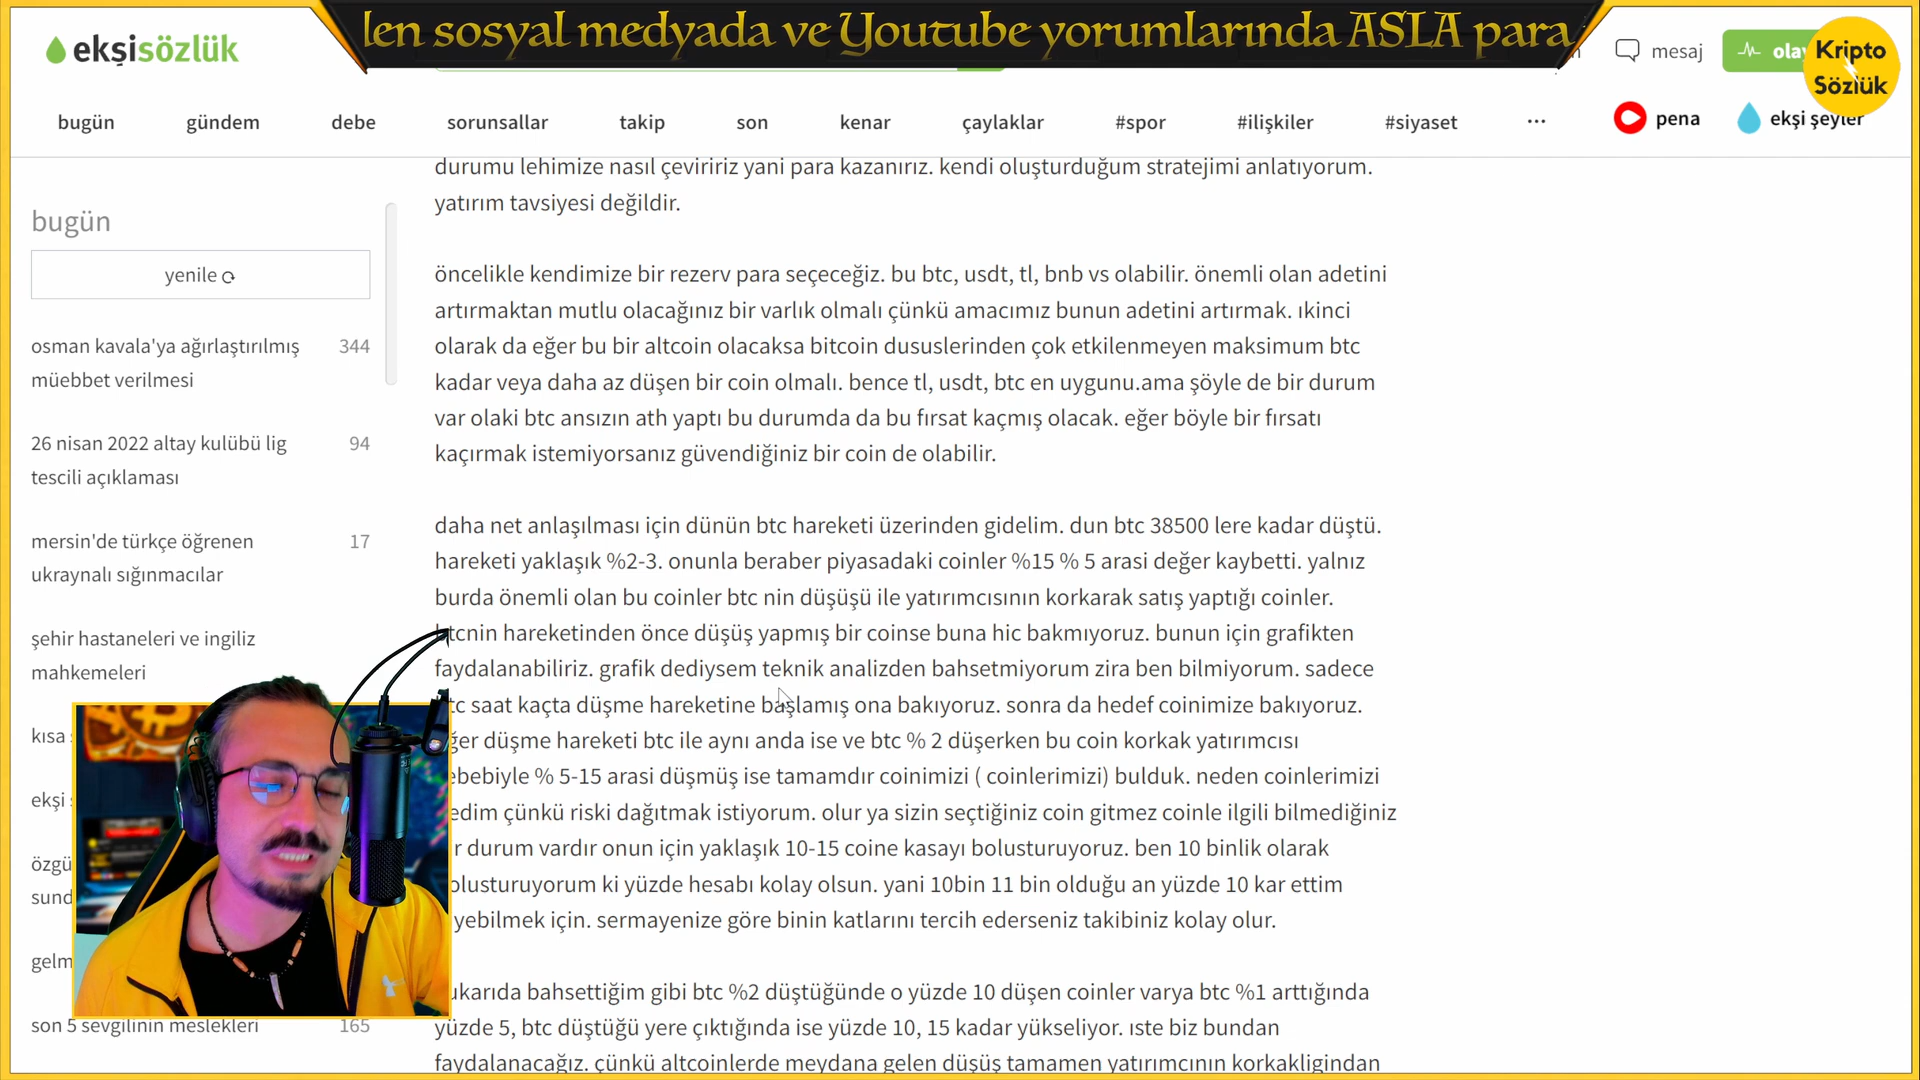 len sosyal medyada ve Youtube yorumlarında ASLA para
ekşisözlük
mesaj
olay
Kripto
Sözlük
bugün
gündem
debe
sorunsallar
takip
son
kenar
çaylaklar
#spor
#ilişkiler
#siyaset
...
pena
ekşi şeyler
bugün
yenile
osman kavala'ya ağırlaştırılmış 344
müebbet verilmesi
26 nisan 2022 altay kulübü lig 94
tescili açıklaması
mersin'de türkçe öğrenen 17
ukraynalı sığınmacılar
şehir hastaneleri ve ingiliz
mahkemeleri
kısa
ekşi
özgü
sund
gelm
son 5 sevgilinin meslekleri 165
durumu lehimize nasıl çeviririz yani para kazanırız. kendi oluşturduğum stratejimi anlatıyorum.
yatırım tavsiyesi değildir.
öncelikle kendimize bir rezerv para seçeceğiz. bu btc, usdt, tl, bnb vs olabilir. önemli olan adetini
artırmaktan mutlu olacağınız bir varlık olmalı çünkü amacımız bunun adetini artırmak. ıkinci
olarak da eğer bu bir altcoin olacaksa bitcoin dususlerinden çok etkilenmeyen maksimum btc
kadar veya daha az düşen bir coin olmalı. bence tl, usdt, btc en uygunu.ama şöyle de bir durum
var olaki btc ansızın ath yaptı bu durumda da bu fırsat kaçmış olacak. eğer böyle bir fırsatı
kaçırmak istemiyorsanız güvendiğiniz bir coin de olabilir.
daha net anlaşılması için dünün btc hareketi üzerinden gidelim. dun btc 38500 lere kadar düştü.
hareketi yaklaşık %2-3. onunla beraber piyasadaki coinler %15 % 5 arasi değer kaybetti. yalnız
burda önemli olan bu coinler btc nin düşüşü ile yatırımcısının korkarak satış yaptığı coinler.
btcnin hareketinden önce düşüş yapmış bir coinse buna hic bakmıyoruz. bunun için grafikten
faydalanabiliriz. grafik dediysem teknik analizden bahsetmiyorum zira ben bilmiyorum. sadece
btc saat kaçta düşme hareketine başlamış ona bakıyoruz. sonra da hedef coinimize bakıyoruz.
ğer düşme hareketi btc ile aynı anda ise ve btc % 2 düşerken bu coin korkak yatırımcısı
ebebiyle % 5-15 arasi düşmüş ise tamamdır coinimizi ( coinlerimizi) bulduk. neden coinlerimizi
edim çünkü riski dağıtmak istiyorum. olur ya sizin seçtiğiniz coin gitmez coinle ilgili bilmediğiniz
r durum vardır onun için yaklaşık 10-15 coine kasayı bolusturuyoruz. ben 10 binlik olarak
olusturuyorum ki yüzde hesabı kolay olsun. yani 10bin 11 bin olduğu an yüzde 10 kar ettim
yebilmek için. sermayenize göre binin katlarını tercih ederseniz takibiniz kolay olur.
ukarıda bahsettiğim gibi btc %2 düştüğünde o yüzde 10 düşen coinler varya btc %1 arttığında
yüzde 5, btc düştüğü yere çıktığında ise yüzde 10, 15 kadar yükseliyor. ıste biz bundan
faydalanacağız. çünkü altcoinlerde meydana gelen düşüş tamamen yatırımcının korkakligindan